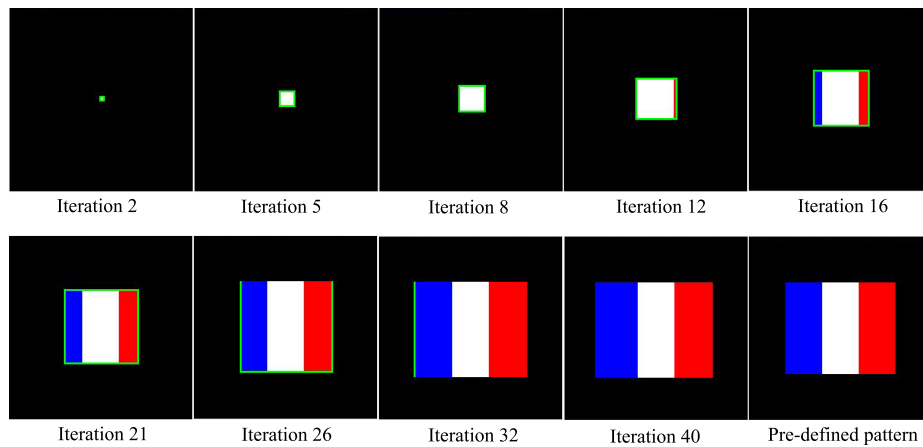 Iteration 2
Iteration 5
Iteration 8
Iteration 12
Iteration 16
Iteration 21
Iteration 26
Iteration 32
Iteration 40
Pre-defined pattern